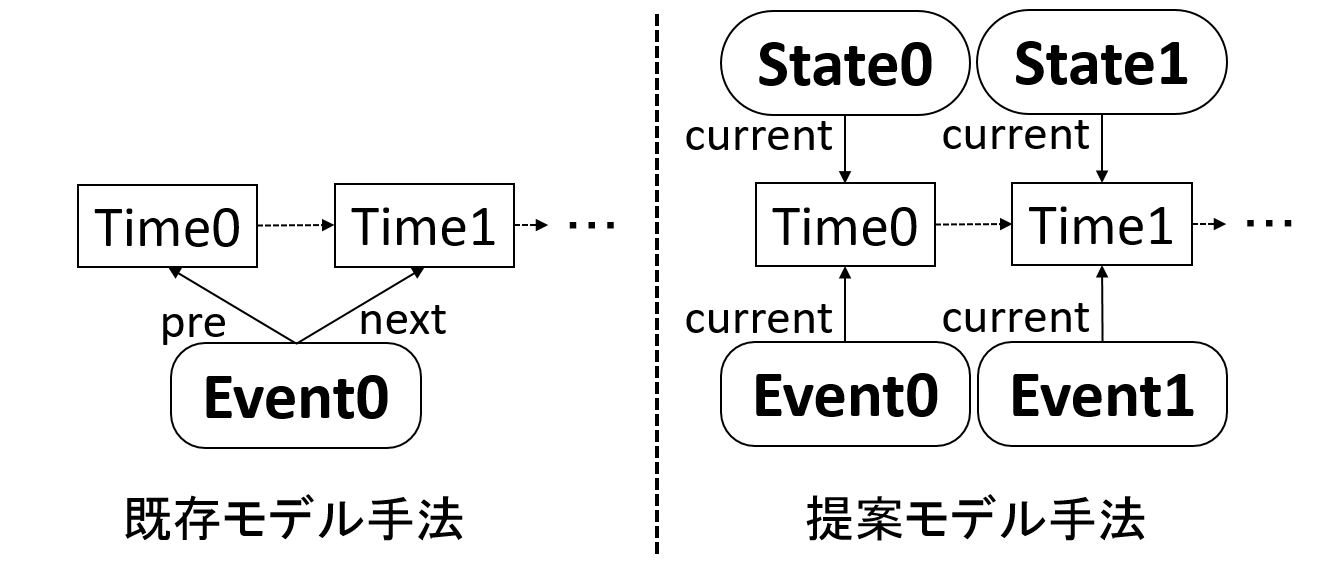 Time0
Time1
…
pre
next
Event0
既存モデル手法
State0
State1
current
current
Time0
Time1
…
current
current
Event0
Event1
提案モデル手法